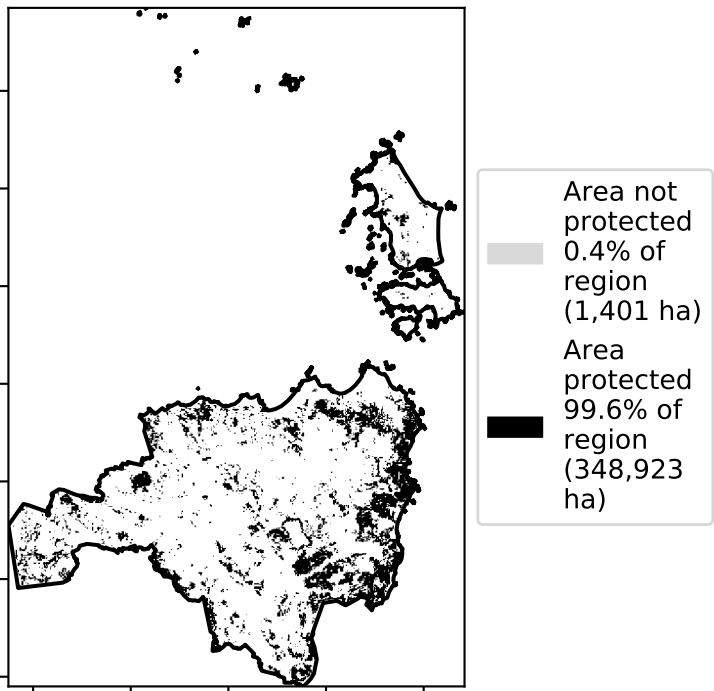 Area not
protected
0.4% of
region
(1,401 ha)
Area
protected
99.6% of
region
(348,923
ha)